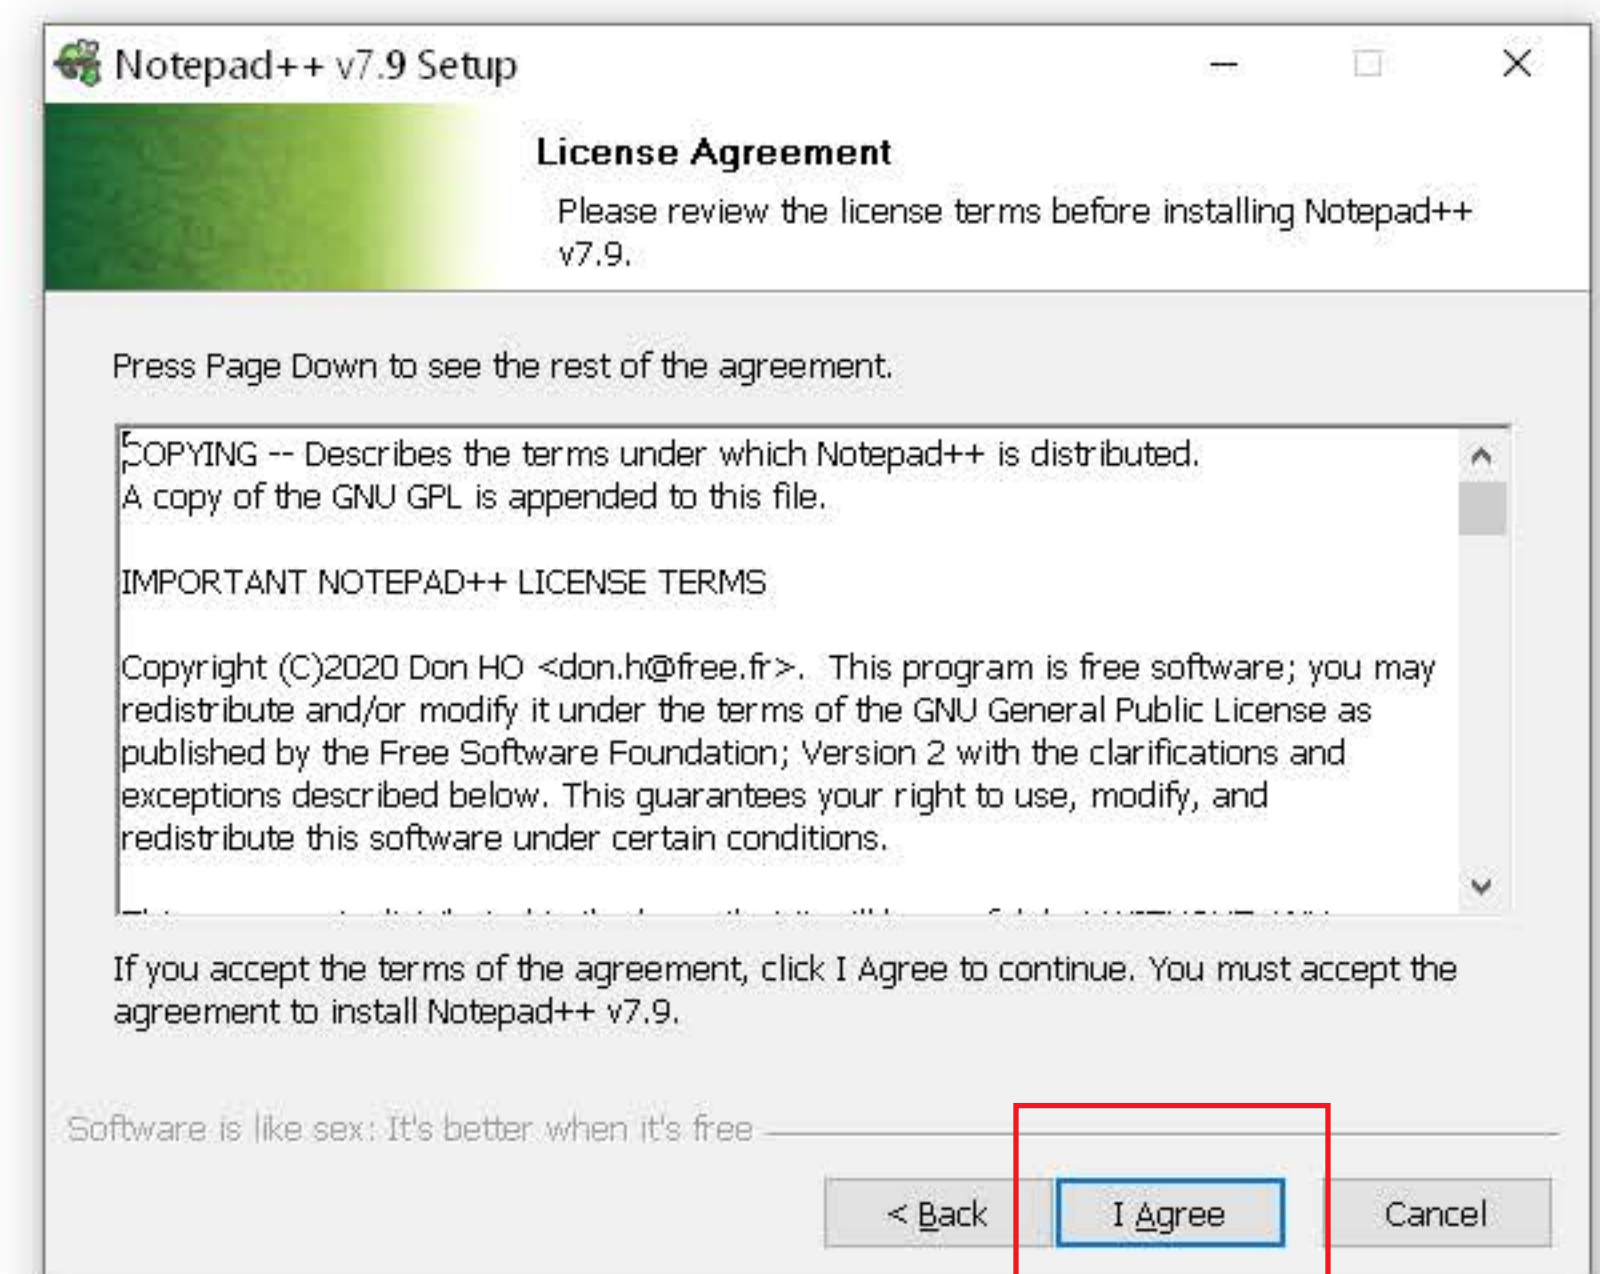 Notepad++ v7.9 Setup
License Agreement
Please review the license terms before installing Notepad++
v7.9.
Press Page Down to see the rest of the agreement.
COPYING -- Describes the terms under which Notepad++ is distributed.
A copy of the GNU GPL is appended to this file.
IMPORTANT NOTEPAD++ LICENSE TERMS
Copyright (C)2020 Don HO <don.h@free.fr>.  This program is free software; you may
redistribute and/or modify it under the terms of the GNU General Public License as
published by the Free Software Foundation; Version 2 with the clarifications and
exceptions described below. This guarantees your right to use, modify, and
redistribute this software under certain conditions.
If you accept the terms of the agreement, click I Agree to continue. You must accept the
agreement to install Notepad++ v7.9.
Software is like sex: It's better when it's free
< Back
I Agree
Cancel